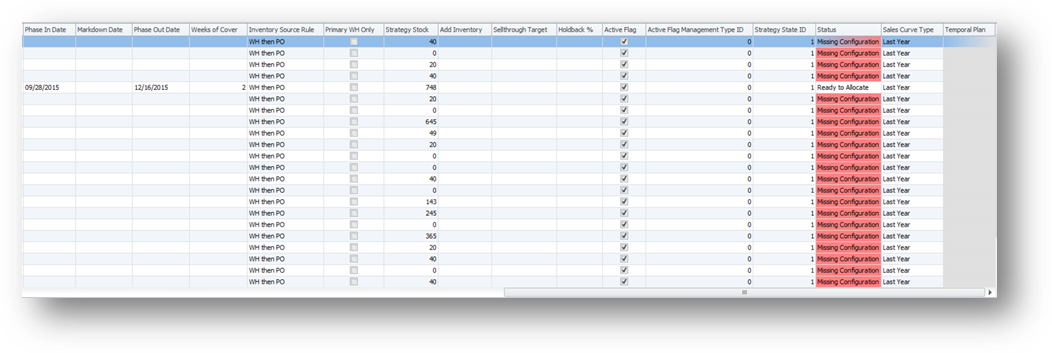 Phase In Date Markdown Date Phase Out Date Weeks of Cover Inventory Source Rule Primary WH Only Strategy Stock Add Inventory Sellthrough Target Holdback % Active Flag Active Flag Management Type ID Strategy State ID Status Sales Curve Type Temporal Plan
WH then PO 40 0 1 Missing Configuration Last Year
WH then PO 0 0 1 Missing Configuration Last Year
WH then PO 20 0 1 Missing Configuration Last Year
WH then PO 40 0 1 Missing Configuration Last Year
09/28/2015 12/16/2015 2 WH then PO 748 0 1 Ready to Allocate Last Year
WH then PO 20 0 1 Missing Configuration Last Year
WH then PO 0 0 1 Missing Configuration Last Year
WH then PO 645 0 1 Missing Configuration Last Year
WH then PO 49 0 1 Missing Configuration Last Year
WH then PO 20 0 1 Missing Configuration Last Year
WH then PO 0 0 1 Missing Configuration Last Year
WH then PO 0 0 1 Missing Configuration Last Year
WH then PO 40 0 1 Missing Configuration Last Year
WH then PO 0 0 1 Missing Configuration Last Year
WH then PO 143 0 1 Missing Configuration Last Year
WH then PO 245 0 1 Missing Configuration Last Year
WH then PO 0 0 1 Missing Configuration Last Year
WH then PO 365 0 1 Missing Configuration Last Year
WH then PO 20 0 1 Missing Configuration Last Year
WH then PO 40 0 1 Missing Configuration Last Year
WH then PO 0 0 1 Missing Configuration Last Year
WH then PO 40 0 1 Missing Configuration Last Year